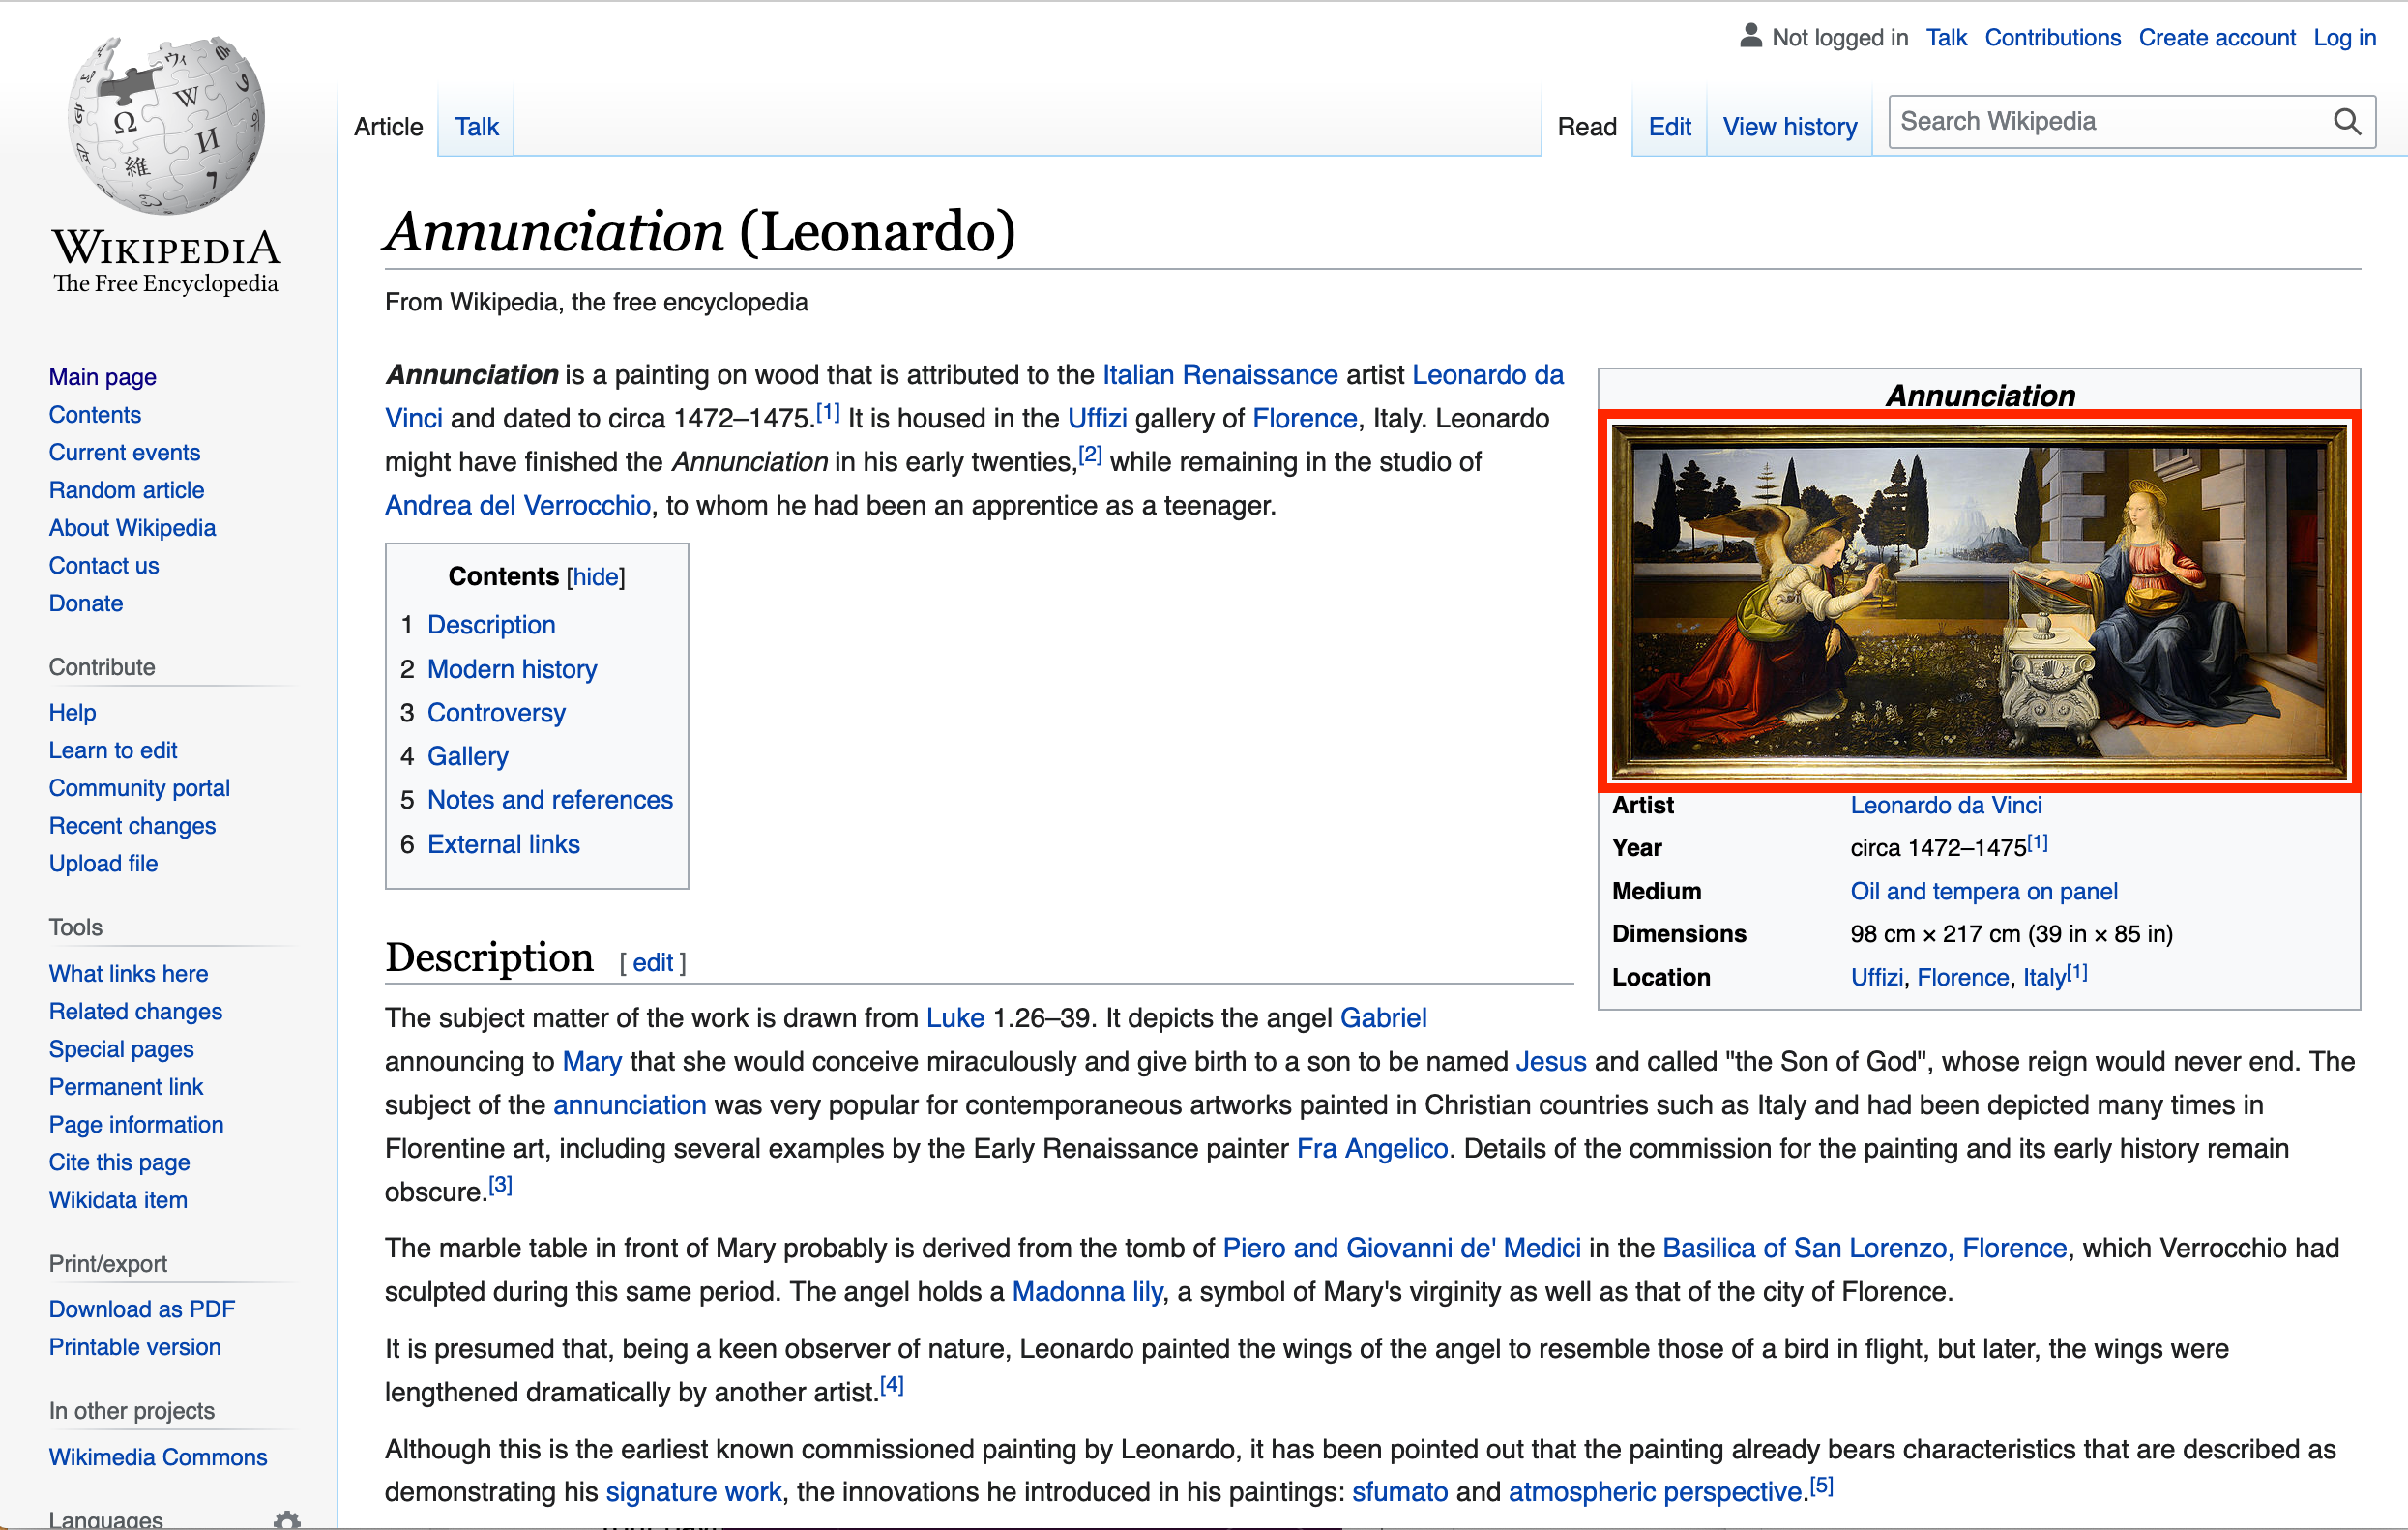 Not logged in Talk Contributions Create account Log in
Article Talk Read Edit View history Search Wikipedia
WIKIPEDIA
The Free Encyclopedia
Main page
Contents
Current events
Random article
About Wikipedia
Contact us
Donate
Contribute
Help
Learn to edit
Community portal
Recent changes
Upload file
Tools
What links here
Related changes
Special pages
Permanent link
Page information
Cite this page
Wikidata item
Print/export
Download as PDF
Printable version
In other projects
Wikimedia Commons
Languages
Annunciation (Leonardo)
From Wikipedia, the free encyclopedia
Annunciation is a painting on wood that is attributed to the Italian Renaissance artist Leonardo da
Vinci and dated to circa 1472–1475.[1] It is housed in the Uffizi gallery of Florence, Italy. Leonardo
might have finished the Annunciation in his early twenties,[2] while remaining in the studio of
Andrea del Verrocchio, to whom he had been an apprentice as a teenager.
Contents [hide]
1 Description
2 Modern history
3 Controversy
4 Gallery
5 Notes and references
6 External links
Annunciation
Artist Leonardo da Vinci
Year circa 1472–1475[1]
Medium Oil and tempera on panel
Dimensions 98 cm × 217 cm (39 in × 85 in)
Location Uffizi, Florence, Italy[1]
Description [ edit ]
The subject matter of the work is drawn from Luke 1.26–39. It depicts the angel Gabriel
announcing to Mary that she would conceive miraculously and give birth to a son to be named Jesus and called "the Son of God", whose reign would never end. The
subject of the annunciation was very popular for contemporaneous artworks painted in Christian countries such as Italy and had been depicted many times in
Florentine art, including several examples by the Early Renaissance painter Fra Angelico. Details of the commission for the painting and its early history remain
obscure.[3]
The marble table in front of Mary probably is derived from the tomb of Piero and Giovanni de' Medici in the Basilica of San Lorenzo, Florence, which Verrocchio had
sculpted during this same period. The angel holds a Madonna lily, a symbol of Mary's virginity as well as that of the city of Florence.
It is presumed that, being a keen observer of nature, Leonardo painted the wings of the angel to resemble those of a bird in flight, but later, the wings were
lengthened dramatically by another artist.[4]
Although this is the earliest known commissioned painting by Leonardo, it has been pointed out that the painting already bears characteristics that are described as
demonstrating his signature work, the innovations he introduced in his paintings: sfumato and atmospheric perspective.[5]